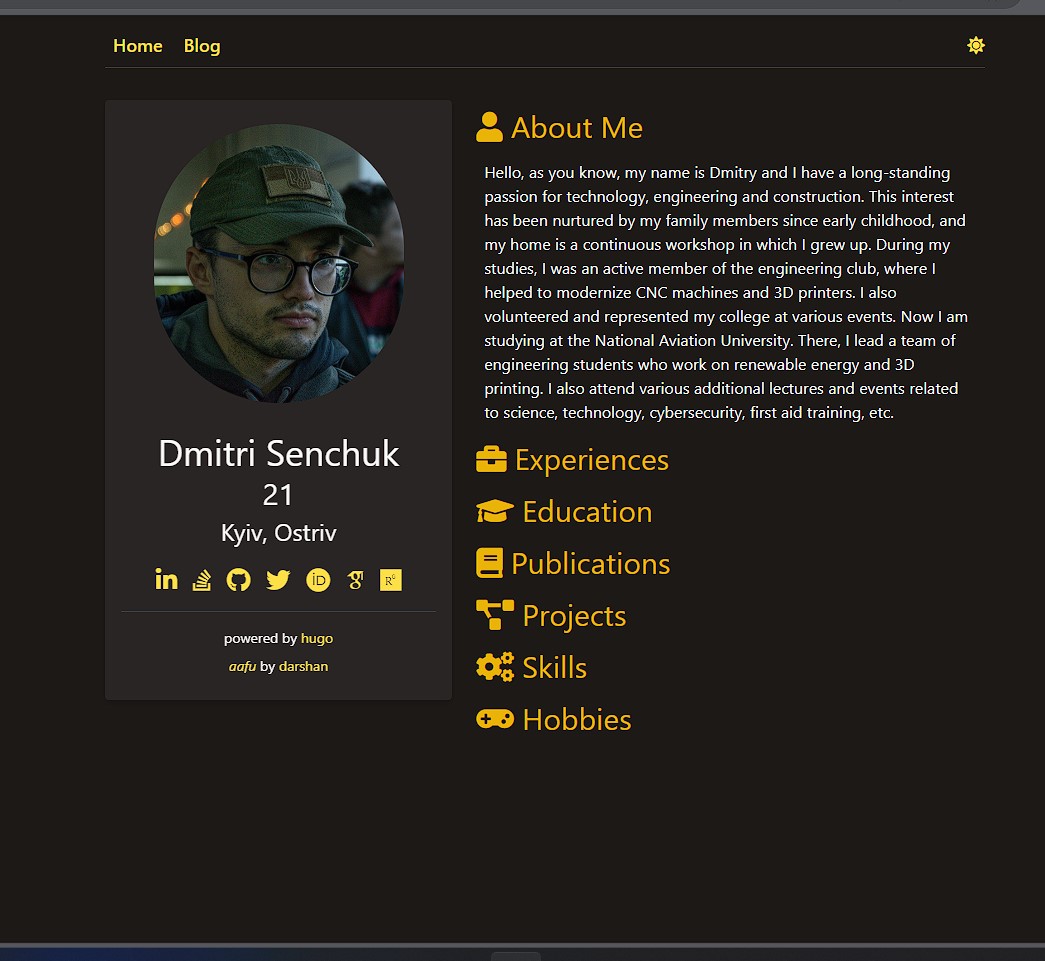 Home Blog
Dmitri Senchuk
21
Kyiv, Ostriv
in
iD
g
R⁶
powered by hugo
aafu by darshan
About Me
Hello, as you know, my name is Dmitry and I have a long-standing
passion for technology, engineering and construction. This interest
has been nurtured by my family members since early childhood, and
my home is a continuous workshop in which I grew up. During my
studies, I was an active member of the engineering club, where I
helped to modernize CNC machines and 3D printers. I also
volunteered and represented my college at various events. Now I am
studying at the National Aviation University. There, I lead a team of
engineering students who work on renewable energy and 3D
printing. I also attend various additional lectures and events related
to science, technology, cybersecurity, first aid training, etc.
Experiences
Education
Publications
Projects
Skills
Hobbies